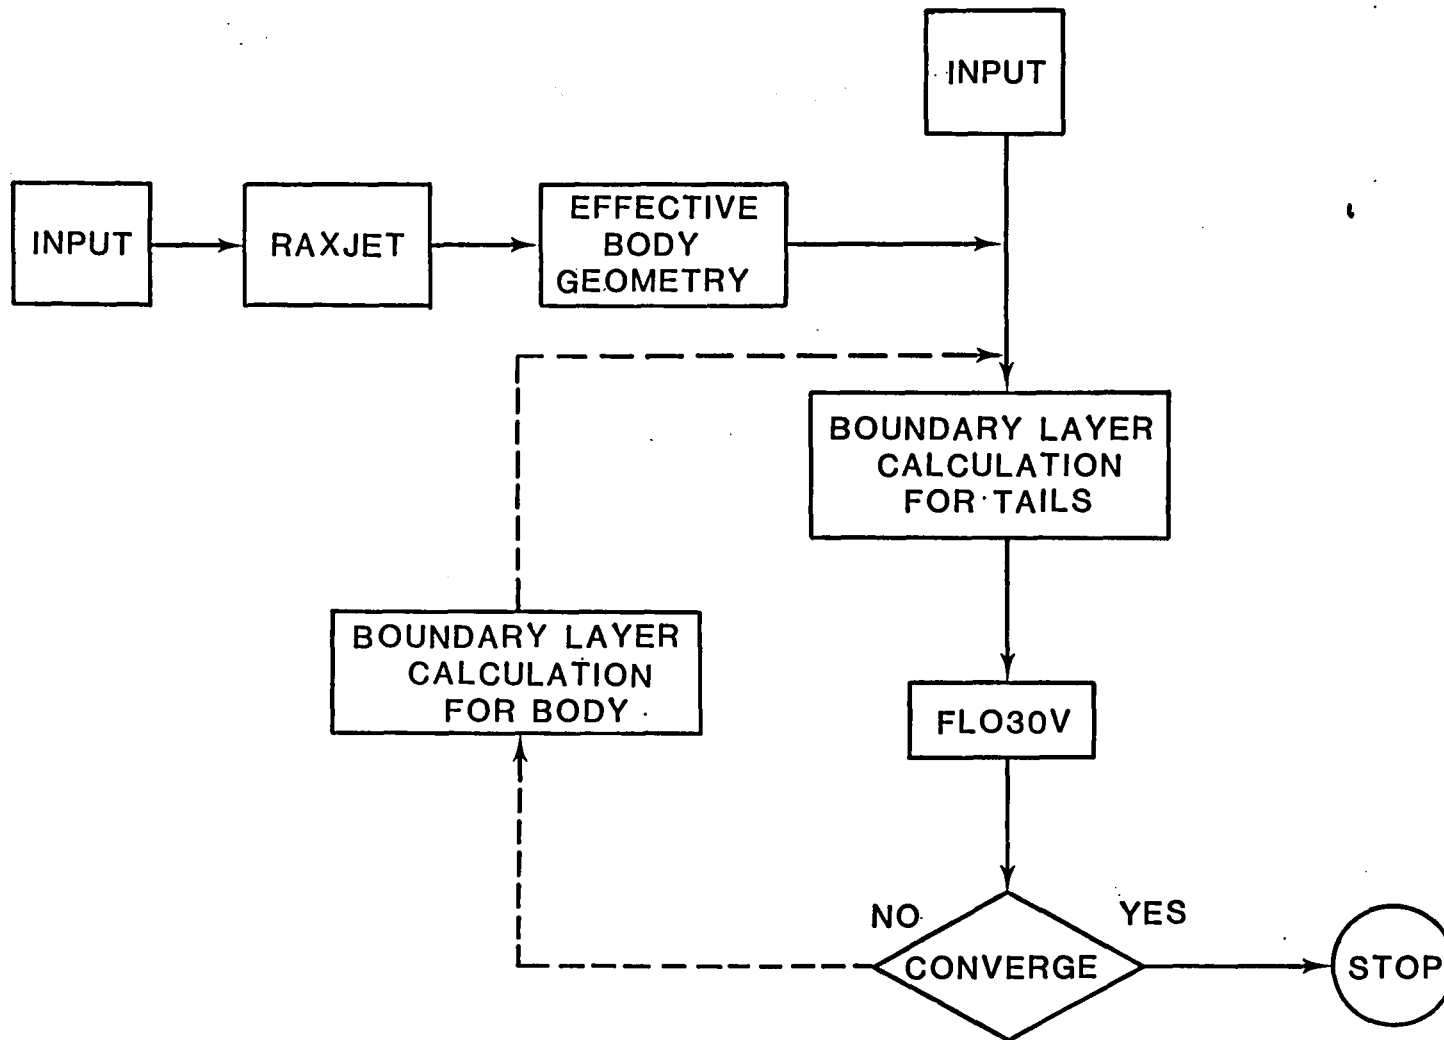 INPUT
INPUT
RAXJET
EFFECTIVE
BODY
GEOMETRY
BOUNDARY LAYER
CALCULATION
FOR TAILS
BOUNDARY LAYER
CALCULATION
FOR BODY
FLO30V
NO
YES
CONVERGE
STOP